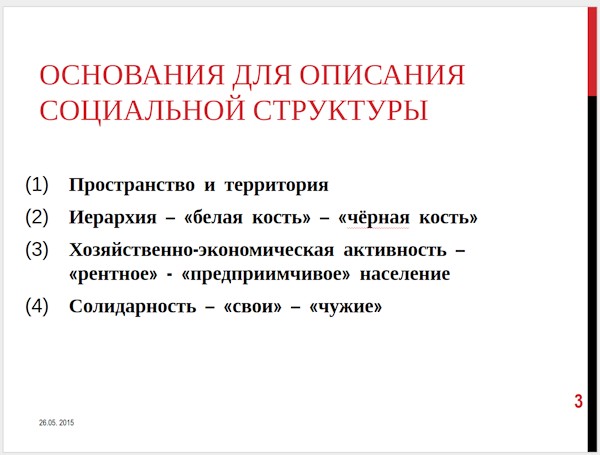 ОСНОВАНИЯ ДЛЯ ОПИСАНИЯ
СОЦИАЛЬНОЙ СТРУКТУРЫ
(1) Пространство и территория
(2) Иерархия – «белая кость» – «чёрная кость»
(3) Хозяйственно-экономическая активность –
«рентное» - «предприимчивое» население
(4) Солидарность – «свои» – «чужие»
3
26.05. 2015